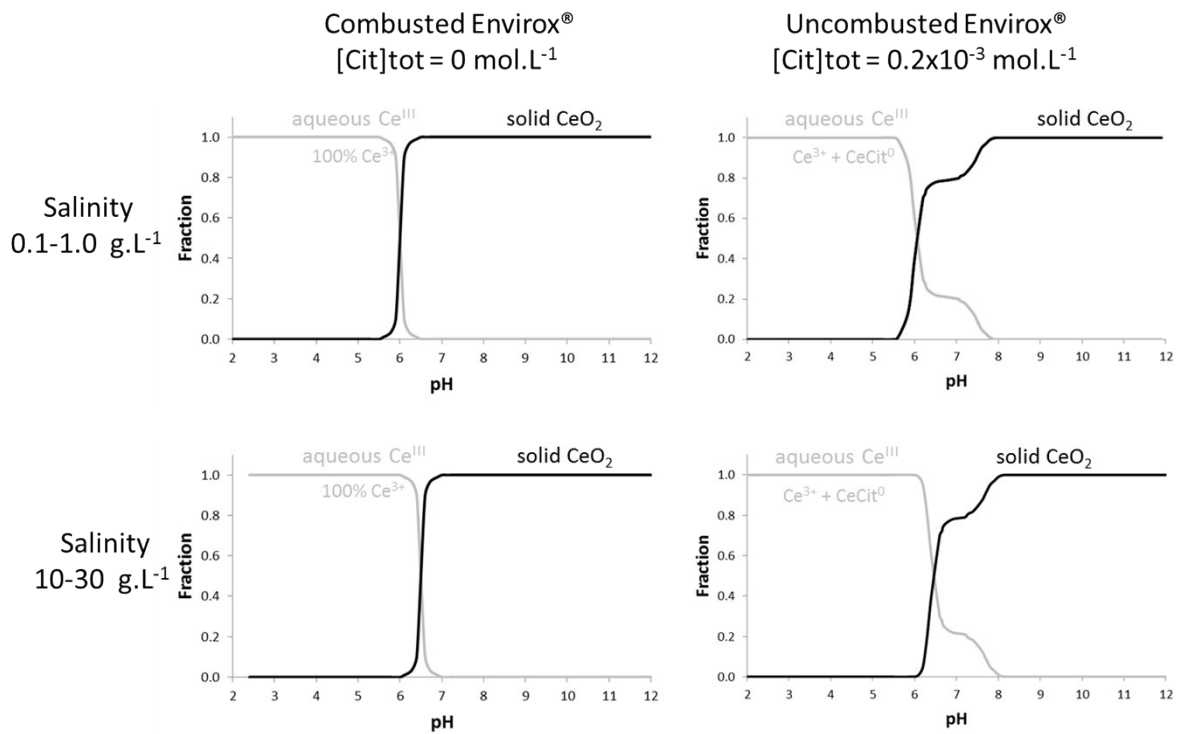 Combusted Envirox®
[Cit]tot = 0 mol.L⁻¹
Uncombusted Envirox®
[Cit]tot = 0.2x10⁻³ mol.L⁻¹
Salinity
0.1-1.0 g.L⁻¹
aqueous Ceᴵᴵᴵ
solid CeO₂
100% Ce³⁺
Fraction
1.0
0.8
0.6
0.4
0.2
0.0
2 3 4 5 6 7 8 9 10 11 12
pH
aqueous Ceᴵᴵᴵ
solid CeO₂
Ce³⁺ + CeCit⁰
Fraction
1.0
0.8
0.6
0.4
0.2
0.0
2 3 4 5 6 7 8 9 10 11 12
pH
Salinity
10-30 g.L⁻¹
aqueous Ceᴵᴵᴵ
solid CeO₂
100% Ce³⁺
Fraction
1.0
0.8
0.6
0.4
0.2
0.0
2 3 4 5 6 7 8 9 10 11 12
pH
aqueous Ceᴵᴵᴵ
solid CeO₂
Ce³⁺ + CeCit⁰
Fraction
1.0
0.8
0.6
0.4
0.2
0.0
2 3 4 5 6 7 8 9 10 11 12
pH